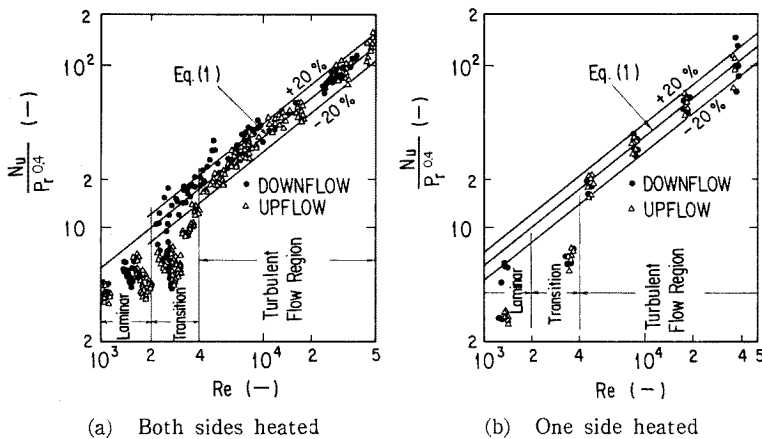 2
10²
Nu
Pr 0.4
(—)
2
10
2
Eq.(1)
+20%
-20%
● DOWNFLOW
△ UPFLOW
Laminar
Transition
Turbulent
Flow Region
10³ 2 4 10⁴ 2 5
Re (—)
(a) Both sides heated
2
10²
Nu
Pr 0.4
(—)
2
10
2
Eq.(1)
+20%
-20%
● DOWNFLOW
△ UPFLOW
Laminar
Transition
Turbulent
Flow Region
10³ 2 4 10⁴ 2 4 5
Re (—)
(b) One side heated